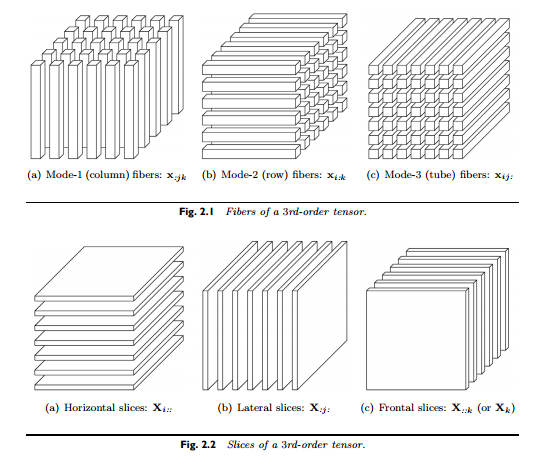 (a) Mode-1 (column) fibers: x:jk (b) Mode-2 (row) fibers: xi:k (c) Mode-3 (tube) fibers: xij:
Fig. 2.1 Fibers of a 3rd-order tensor.
(a) Horizontal slices: Xi:: (b) Lateral slices: X:j: (c) Frontal slices: X::k (or Xk)
Fig. 2.2 Slices of a 3rd-order tensor.